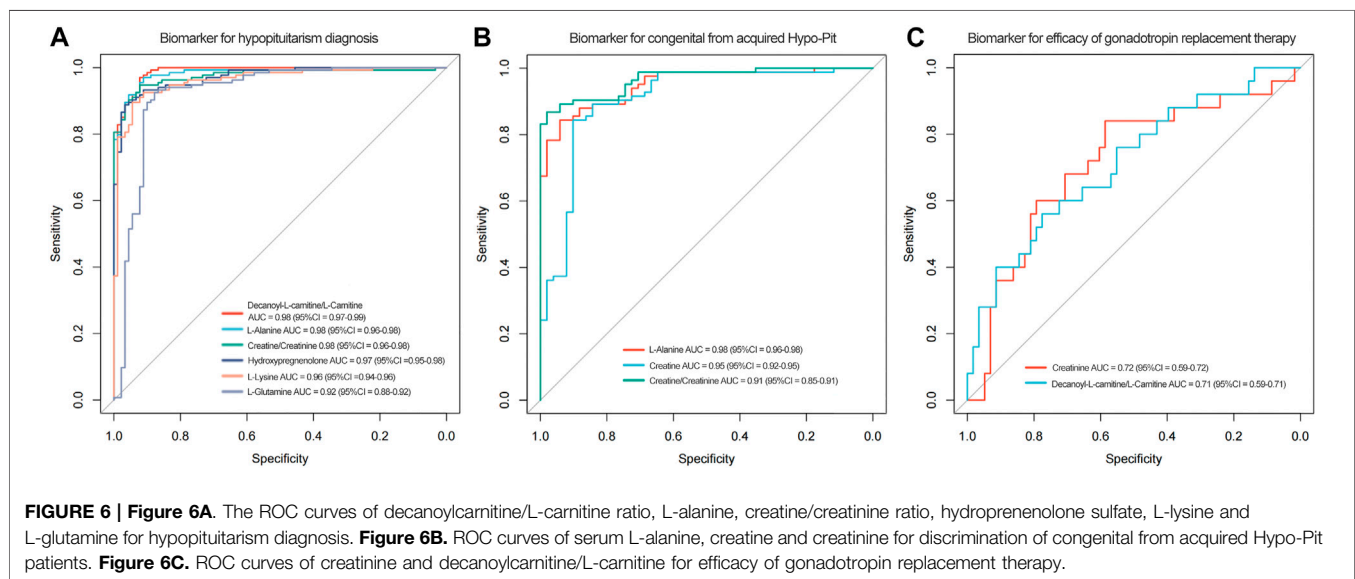 A
Biomarker for hypopituitarism diagnosis
Sensitivity
1.0
0.8
0.6
0.4
0.2
0.0
Decanoyl-L-carnitine/L-Carnitine
AUC = 0.98 (95%CI = 0.97-0.99)
L-Alanine AUC = 0.98 (95%CI = 0.96-0.98)
Creatine/Creatinine 0.98 (95%CI = 0.96-0.98)
Hydroxypregnenolone AUC = 0.97 (95%CI =0.95-0.98)
L-Lysine AUC = 0.96 (95%CI =0.94-0.96)
L-Glutamine AUC = 0.92 (95%CI = 0.88-0.92)
1.0 0.8 0.6 0.4 0.2 0.0
Specificity
B
Biomarker for congenital from acquired Hypo-Pit
Sensitivity
1.0
0.8
0.6
0.4
0.2
0.0
L-Alanine AUC = 0.98 (95%CI = 0.96-0.98)
Creatine AUC = 0.95 (95%CI = 0.92-0.95)
Creatine/Creatinine AUC = 0.91 (95%CI = 0.85-0.91)
1.0 0.8 0.6 0.4 0.2 0.0
Specificity
C
Biomarker for efficacy of gonadotropin replacement therapy
Sensitivity
1.0
0.8
0.6
0.4
0.2
0.0
Creatinine AUC = 0.72 (95%CI = 0.59-0.72)
Decanoyl-L-carnitine/L-Carnitine AUC = 0.71 (95%CI = 0.59-0.71)
1.0 0.8 0.6 0.4 0.2 0.0
Specificity
FIGURE 6 | Figure 6A. The ROC curves of decanoylcarnitine/L-carnitine ratio, L-alanine, creatine/creatinine ratio, hydroprenenolone sulfate, L-lysine and
L-glutamine for hypopituitarism diagnosis. Figure 6B. ROC curves of serum L-alanine, creatine and creatinine for discrimination of congenital from acquired Hypo-Pit
patients. Figure 6C. ROC curves of creatinine and decanoylcarnitine/L-carnitine for efficacy of gonadotropin replacement therapy.